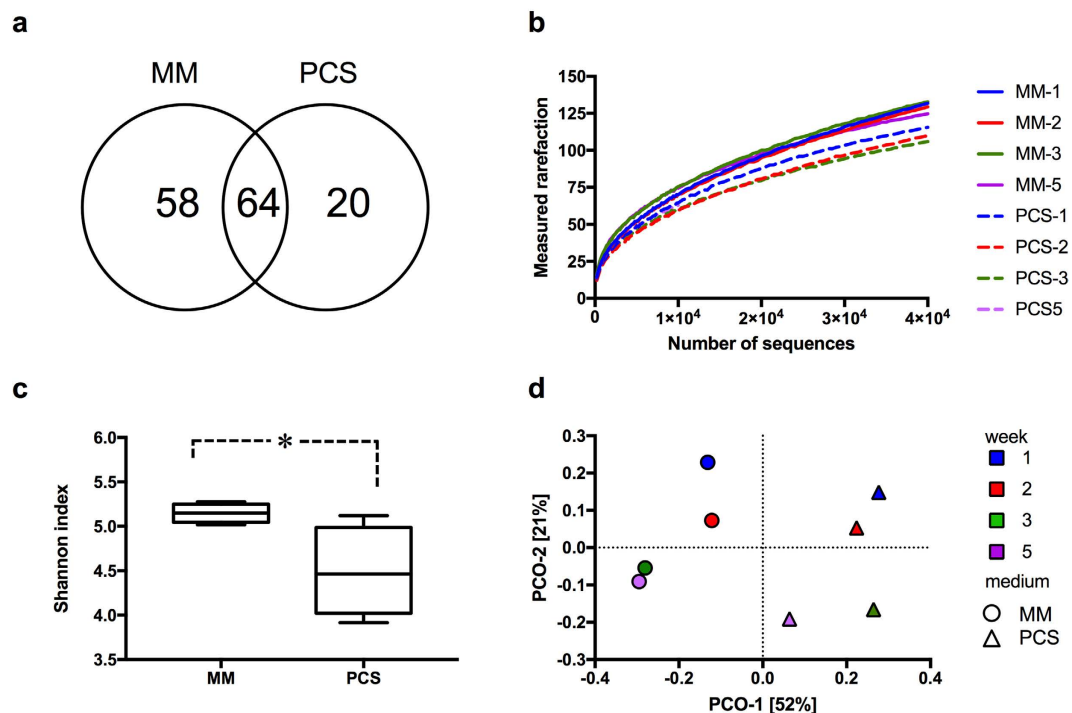 a
MM PCS
58 64 20
b
150
125
100
75
50
25
0
Measured rarefaction
0 1×10⁴ 2×10⁴ 3×10⁴ 4×10⁴
Number of sequences
MM-1
MM-2
MM-3
MM-5
PCS-1
PCS-2
PCS-3
PCS5
c
6.0
5.5
5.0
4.5
4.0
3.5
Shannon index
*
MM PCS
d
0.3
0.2
0.1
0.0
-0.1
-0.2
-0.3
PCO-2 [21%]
-0.4 -0.2 0.0 0.2 0.4
PCO-1 [52%]
week
1
2
3
5
medium
MM
PCS